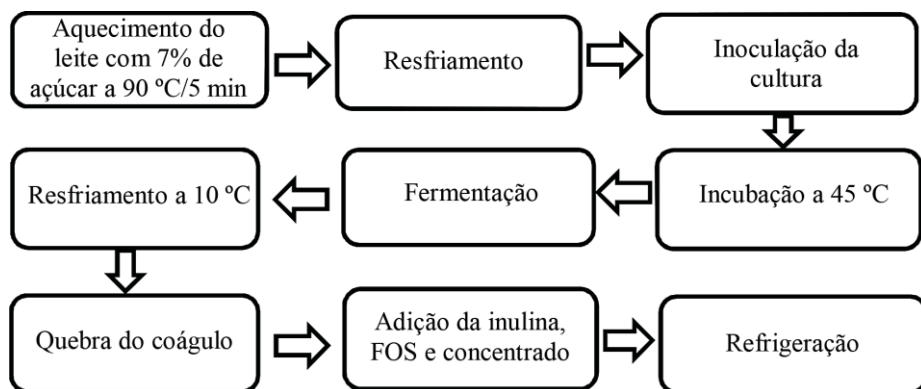 Aquecimento do
leite com 7% de
açúcar a 90 ºC/5 min
Resfriamento
Inoculação da
cultura
Incubação a 45 ºC
Fermentação
Resfriamento a 10 ºC
Quebra do coágulo
Adição da inulina,
FOS e concentrado
Refrigeração